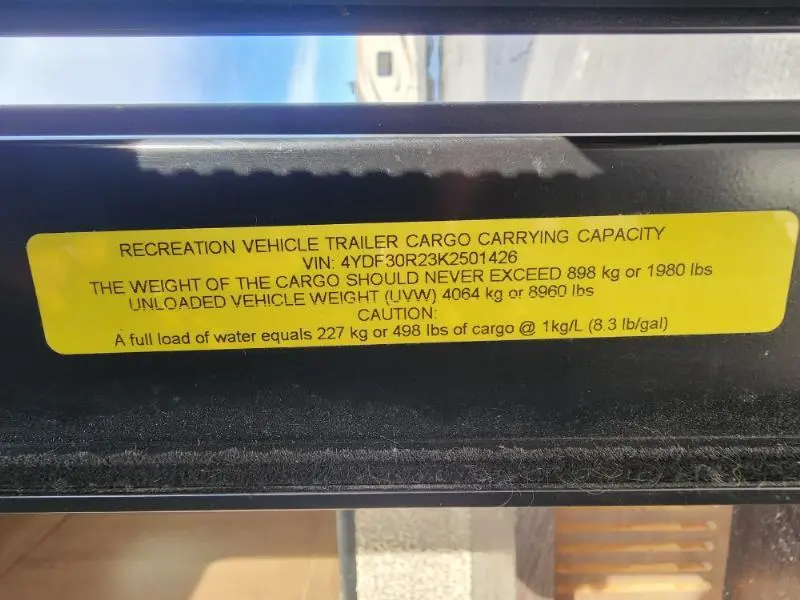 RECREATION VEHICLE TRAILER CARGO CARRYING CAPACITY
VIN: 4YDF30R23K2501426
THE WEIGHT OF THE CARGO SHOULD NEVER EXCEED 898 kg or 1980 lbs
UNLOADED VEHICLE WEIGHT (UVW) 4064 kg or 8960 lbs
CAUTION:
A full load of water equals 227 kg or 498 lbs of cargo @ 1kg/L (8.3 lb/gal)